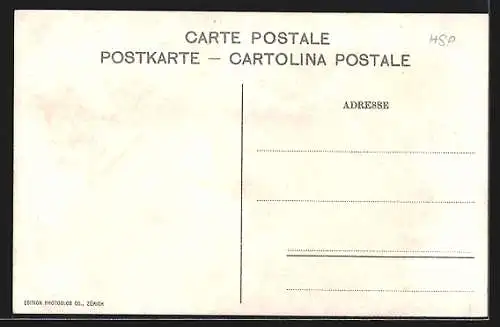 CARTE POSTALE
POSTKARTE — CARTOLINA POSTALE
HSP
ADRESSE
EDITION PHOTOGLOB CO., ZÜRICH